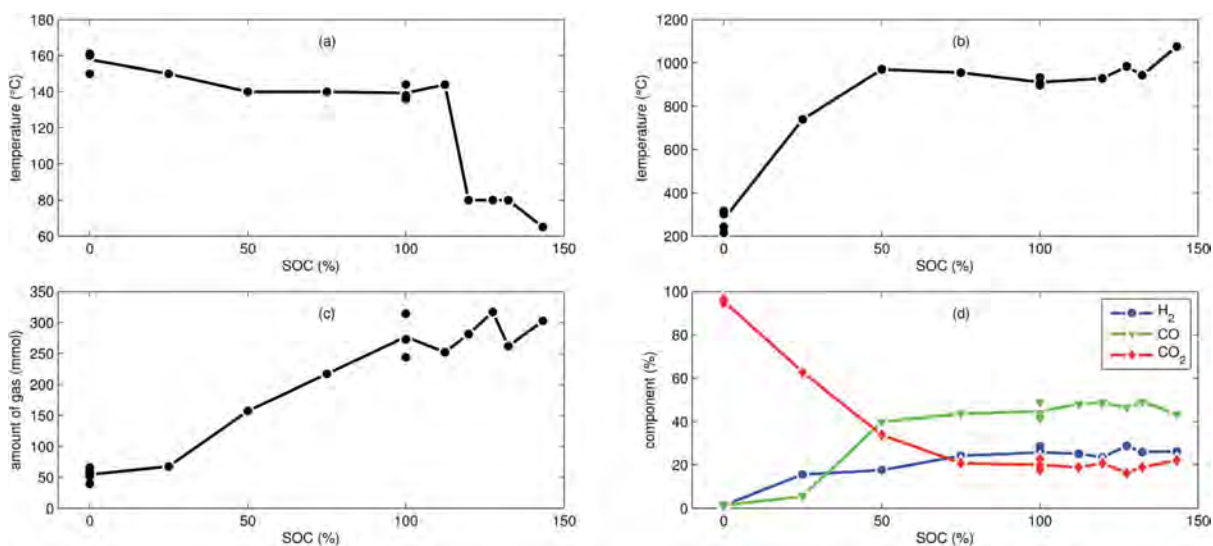 180
160
140
120
100
80
60
temperature (°C)
(a)
0
50
100
150
SOC (%)
1200
1000
800
600
400
200
temperature (°C)
(b)
0
50
100
150
SOC (%)
350
300
250
200
150
100
50
0
amount of gas (mmol)
(c)
0
50
100
150
SOC (%)
100
80
60
40
20
0
component (%)
(d)
H2
CO
CO2
0
50
100
150
SOC (%)